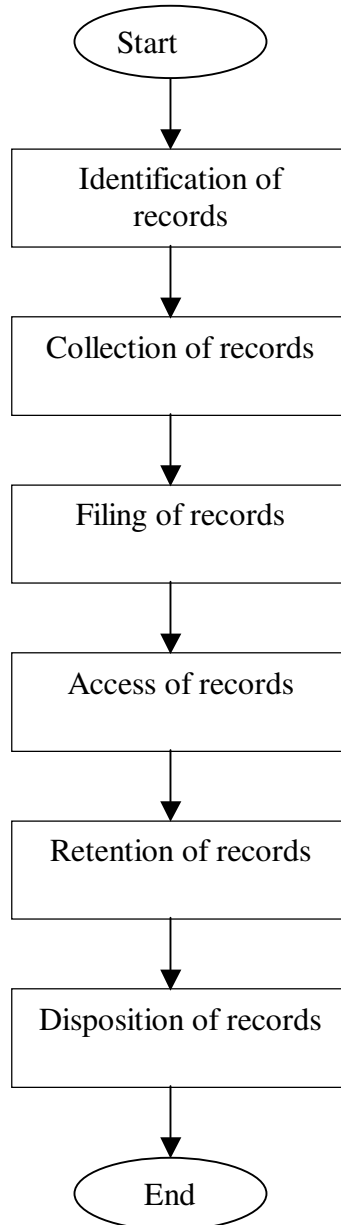 Start
Identification of
records
Collection of records
Filing of records
Access of records
Retention of records
Disposition of records
End